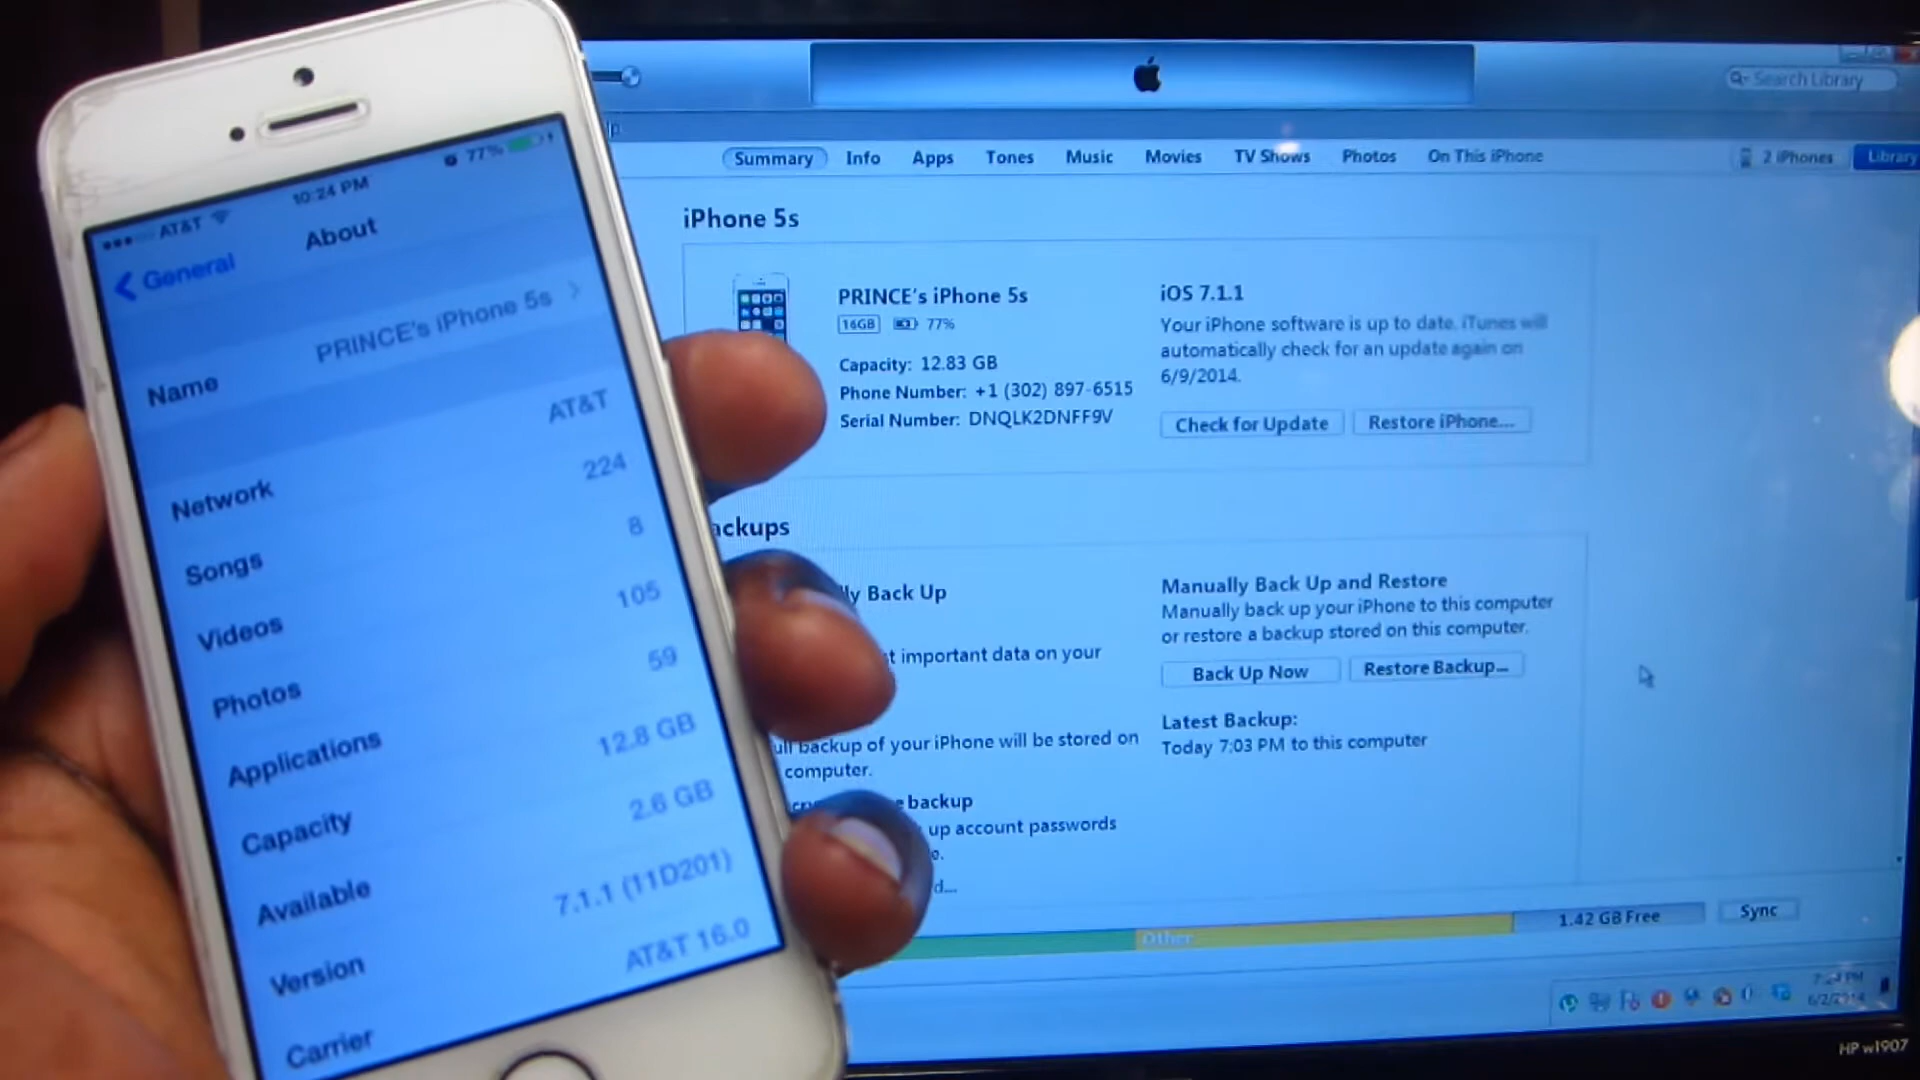 ●●● AT&T 10:24 PM 77%
General About
Name PRINCE's iPhone 5s
Network AT&T
Songs 224
Videos 8
Photos 105
Applications 59
Capacity 12.8 GB
Available 2.6 GB
Version 7.1.1 (11D201)
Carrier AT&T 16.0
Search Library
Summary Info Apps Tones Music Movies TV Shows Photos On This iPhone 2 iPhones Library
iPhone 5s
PRINCE's iPhone 5s
16GB 77%
Capacity: 12.83 GB
Phone Number: +1 (302) 897-6515
Serial Number: DNQLK2DNFF9V
iOS 7.1.1
Your iPhone software is up to date. iTunes will
automatically check for an update again on
6/9/2014.
Check for Update Restore iPhone...
ackups
ly Back Up
t important data on your
ull backup of your iPhone will be stored on
computer.
e backup
up account passwords
Manually Back Up and Restore
Manually back up your iPhone to this computer
or restore a backup stored on this computer.
Back Up Now Restore Backup...
Latest Backup:
Today 7:03 PM to this computer
Other 1.42 GB Free Sync
6/2/2014
HP w1907